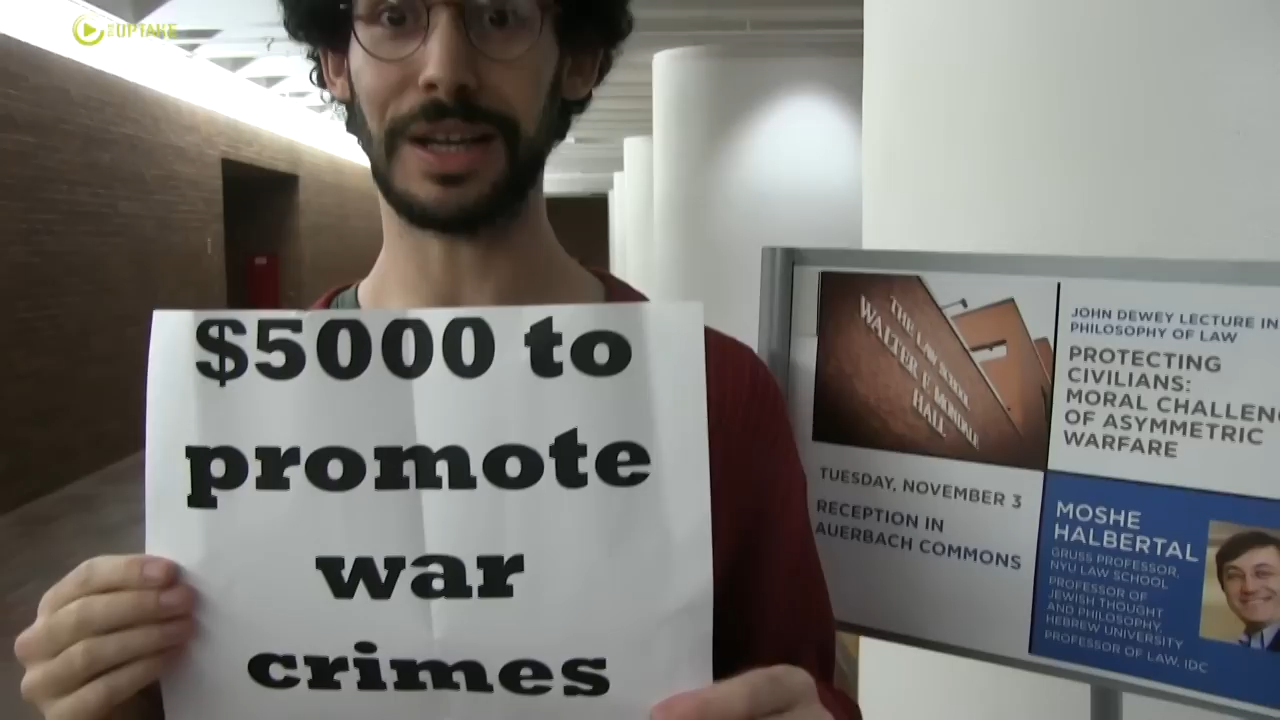 THE UPTAKE
$5000 to
promote
war
crimes
THE LAW SCHOOL
WALTER F. MONDALE
HALL
TUESDAY, NOVEMBER 3
RECEPTION IN
AUERBACH COMMONS
JOHN DEWEY LECTURE IN
PHILOSOPHY OF LAW
PROTECTING
CIVILIANS:
MORAL CHALLEN
OF ASYMMETRIC
WARFARE
MOSHE
HALBERTAL
GRUSS PROFESSOR,
NYU LAW SCHOOL
PROFESSOR OF
JEWISH THOUGHT
AND PHILOSOPHY,
HEBREW UNIVERSITY
PROFESSOR OF LAW, IDC